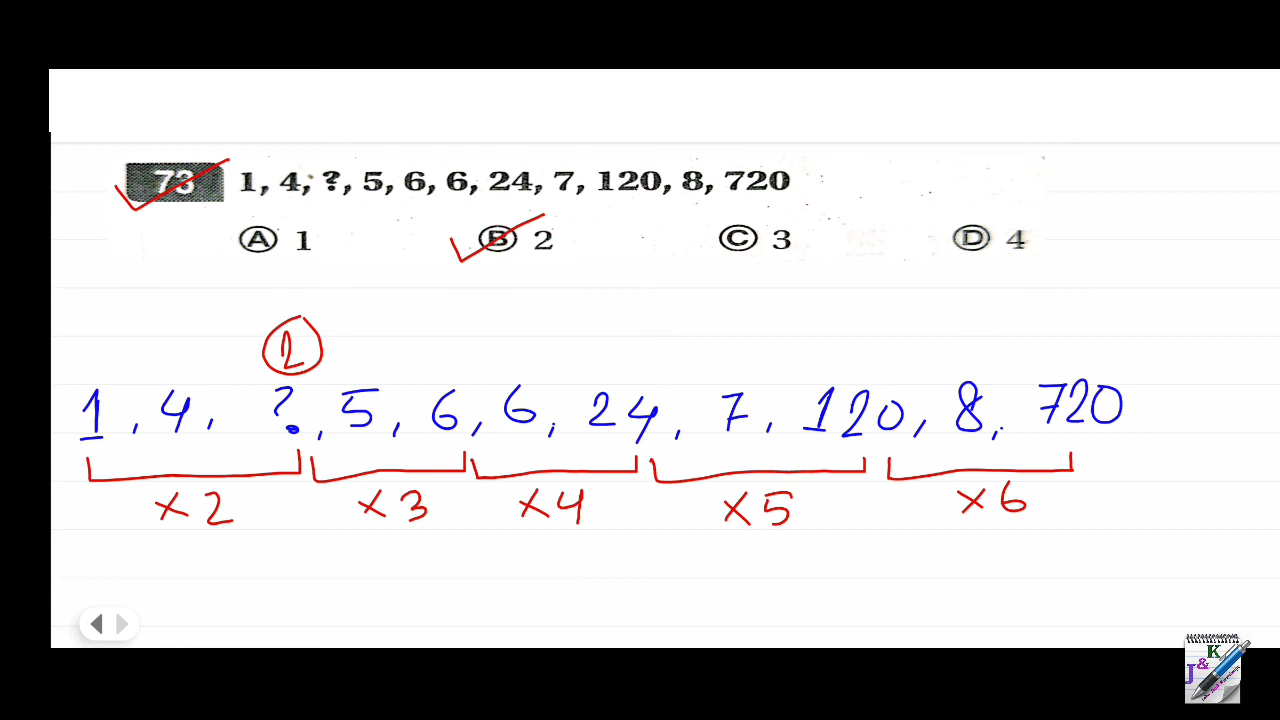 73 1, 4, ?, 5, 6, 6, 24, 7, 120, 8, 720
A 1 B 2 C 3 D 4
2
1, 4, ?, 5, 6, 6, 24, 7, 120, 8, 720
×2 ×3 ×4 ×5 ×6
J&K